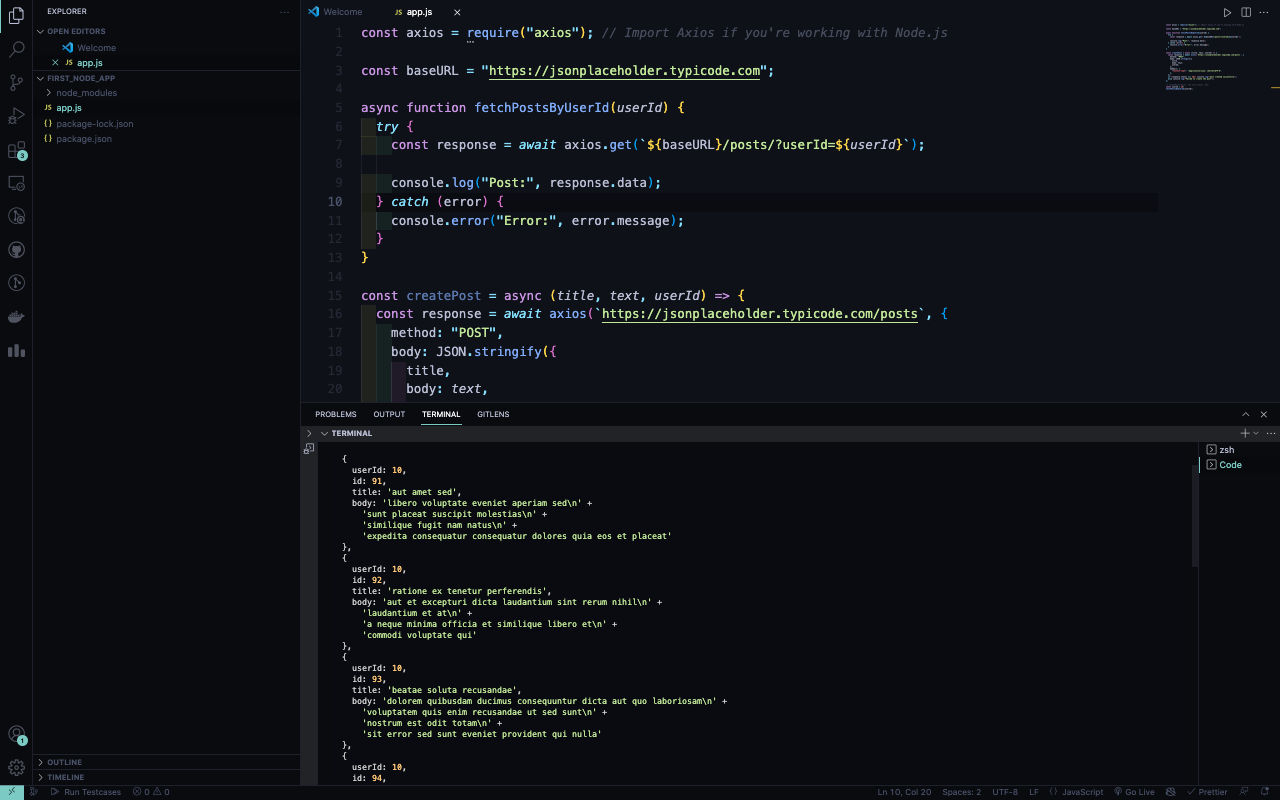 EXPLORER
OPEN EDITORS
Welcome
app.js
FIRST_NODE_APP
node_modules
app.js
package-lock.json
package.json
3
1
OUTLINE
TIMELINE
Welcome
app.js
1 const axios = require("axios"); // Import Axios if you're working with Node.js
2
3 const baseURL = "https://jsonplaceholder.typicode.com";
4
5 async function fetchPostsByUserId(userId) {
6 try {
7 const response = await axios.get(`${baseURL}/posts/?userId=${userId}`);
8
9 console.log("Post:", response.data);
10 } catch (error) {
11 console.error("Error:", error.message);
12 }
13 }
14
15 const createPost = async (title, text, userId) => {
16 const response = await axios(`https://jsonplaceholder.typicode.com/posts`, {
17 method: "POST",
18 body: JSON.stringify({
19 title,
20 body: text,
PROBLEMS OUTPUT TERMINAL GITLENS
TERMINAL
zsh
Code
{
userId: 10,
id: 91,
title: 'aut amet sed',
body: 'libero voluptate eveniet aperiam sed\n' +
'sunt placeat suscipit molestias\n' +
'similique fugit nam natus\n' +
'expedita consequatur consequatur dolores quia eos et placeat'
},
{
userId: 10,
id: 92,
title: 'ratione ex tenetur perferendis',
body: 'aut et excepturi dicta laudantium sint rerum nihil\n' +
'laudantium et at\n' +
'a neque minima officia et similique libero et\n' +
'commodi voluptate qui'
},
{
userId: 10,
id: 93,
title: 'beatae soluta recusandae',
body: 'dolorem quibusdam ducimus consequuntur dicta aut quo laboriosam\n' +
'voluptatem quis enim recusandae ut sed sunt\n' +
'nostrum est odit totam\n' +
'sit error sed sunt eveniet provident qui nulla'
},
{
userId: 10,
id: 94,
Run Testcases 0 0 Ln 10, Col 20 Spaces: 2 UTF-8 LF {} JavaScript Go Live Prettier